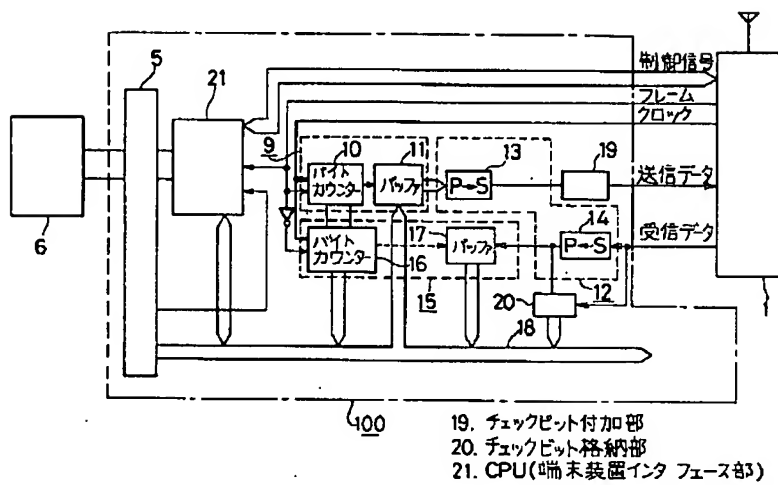 5
21
制御信号
フレーム
クロック
9
10
11
13
19
バイト
カウンター
バッファ
P→S
送信データ
6
14
17
P→S
受信データ
バイト
カウンター
バッファ
16
15
20
12
18
100
19. チェックビット付加部
20. チェックビット格納部
21. CPU(端末装置インタフェース部)